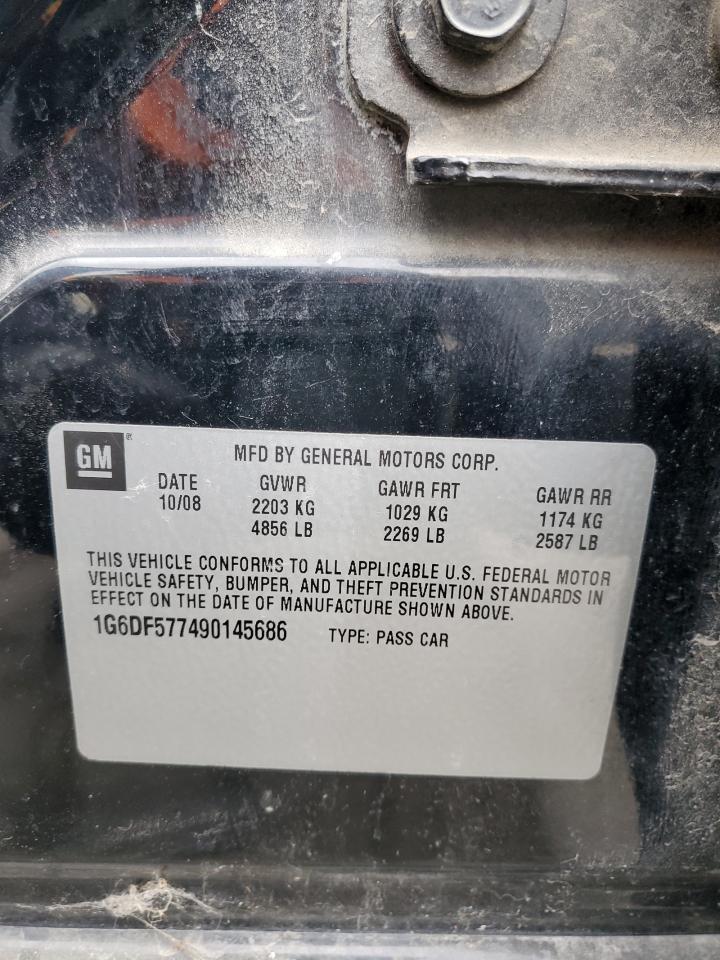 GM®
MFD BY GENERAL MOTORS CORP.
DATE GVWR GAWR FRT GAWR RR
10/08 2203 KG 1029 KG 1174 KG
4856 LB 2269 LB 2587 LB
THIS VEHICLE CONFORMS TO ALL APPLICABLE U.S. FEDERAL MOTOR
VEHICLE SAFETY, BUMPER, AND THEFT PREVENTION STANDARDS IN
EFFECT ON THE DATE OF MANUFACTURE SHOWN ABOVE.
1G6DF577490145686 TYPE: PASS CAR